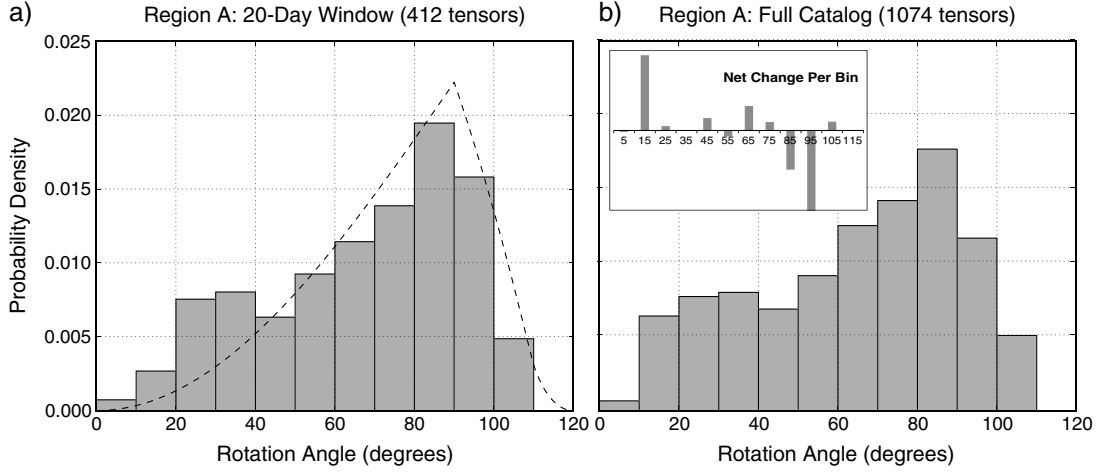 a) Region A: 20-Day Window (412 tensors)
0.025
0.020
0.015
0.010
0.005
0.000
Probability Density
0 20 40 60 80 100 120
Rotation Angle (degrees)
b) Region A: Full Catalog (1074 tensors)
Net Change Per Bin
5 15 25 35 45 55 65 75 85 95 105 115
0 20 40 60 80 100 120
Rotation Angle (degrees)